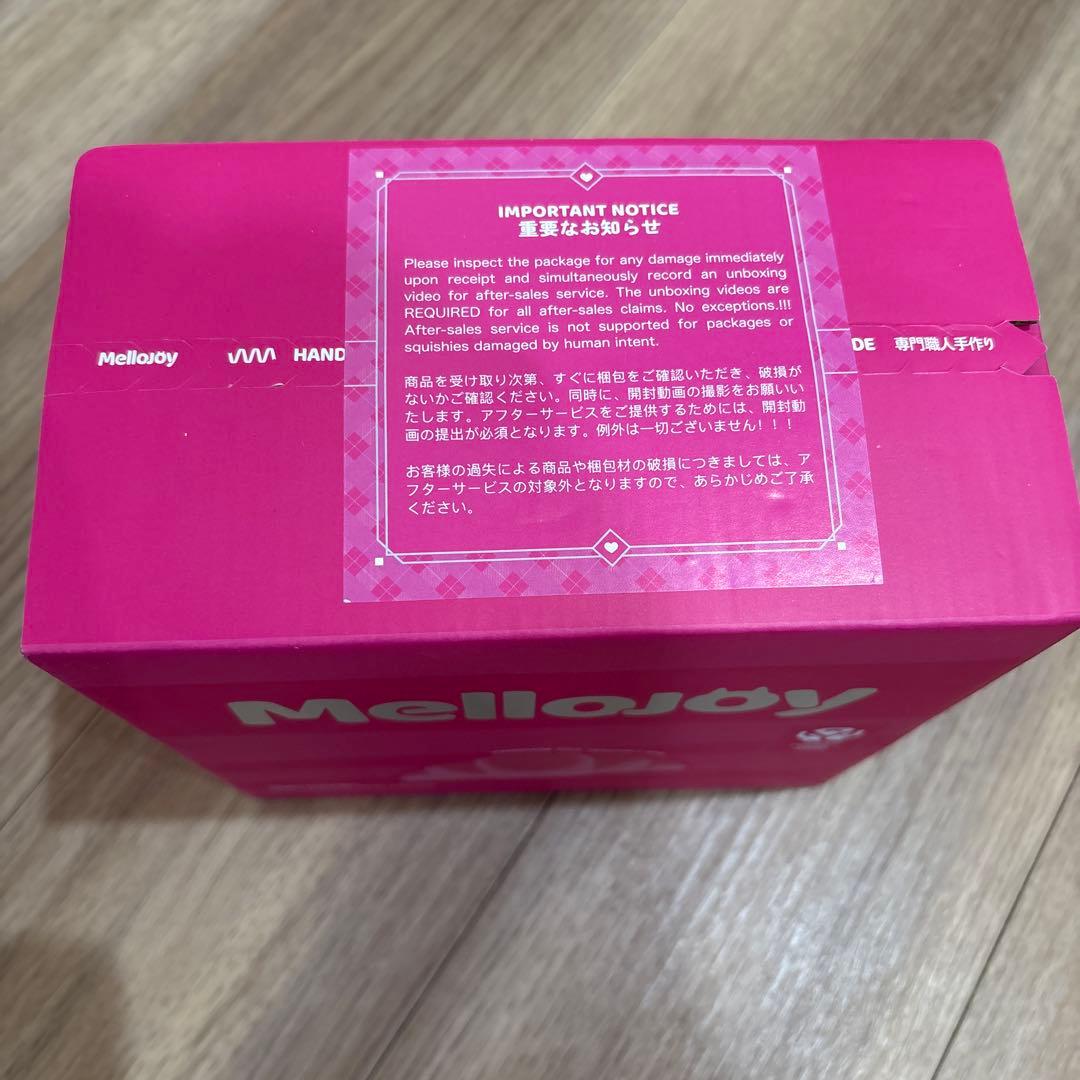 IMPORTANT NOTICE
重要なお知らせ
Please inspect the package for any damage immediately
upon receipt and simultaneously record an unboxing
video for after-sales service. The unboxing videos are
REQUIRED for all after-sales claims. No exceptions.!!!
After-sales service is not supported for packages or
squishies damaged by human intent.
商品を受け取り次第、すぐに梱包をご確認いただき、破損が
ないかご確認ください。同時に、開封動画の撮影をお願いい
たします。アフターサービスをご提供するためには、開封動
画の提出が必須となります。例外は一切ございません！！！
お客様の過失による商品や梱包材の破損につきましては、ア
フターサービスの対象外となりますので、あらかじめご了承
ください。
MelloJoy HAND DE 専門職人手作り
MelloJoy